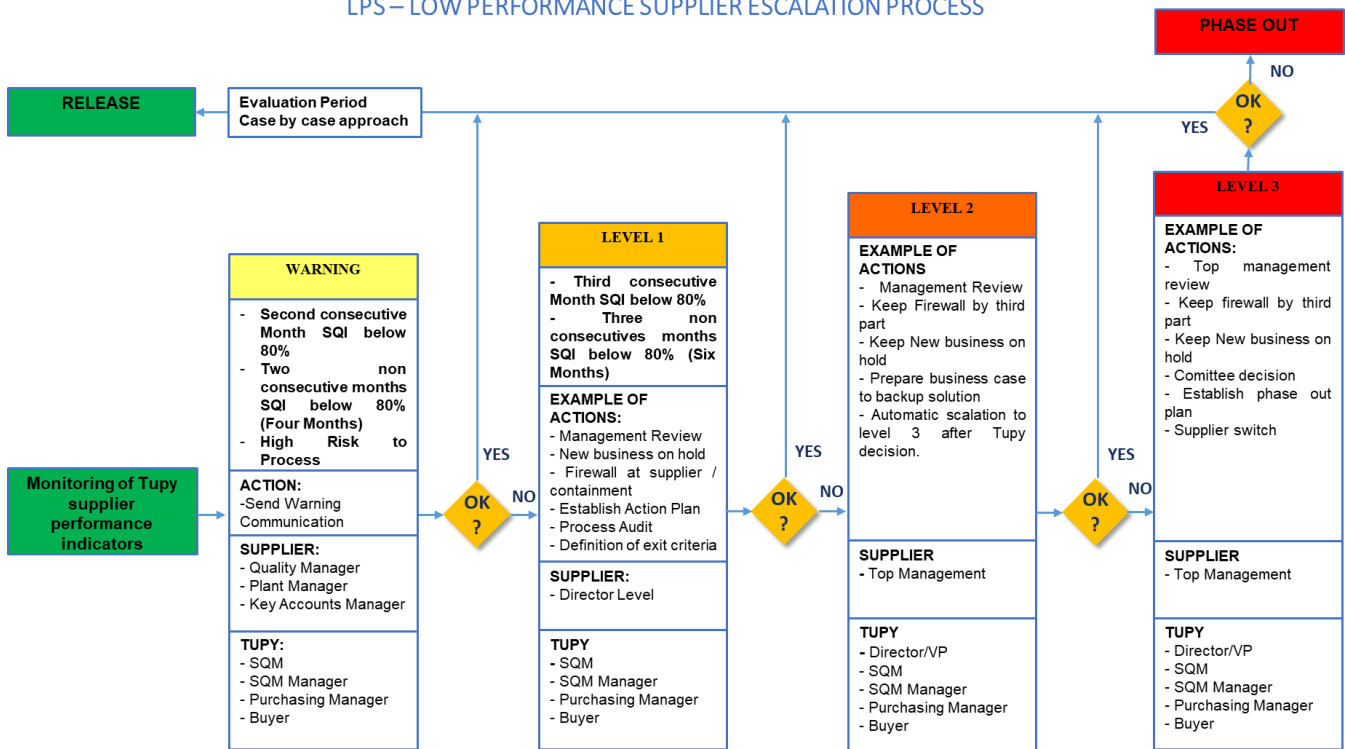 LPS – LOW PERFORMANCE SUPPLIER ESCALATION PROCESS
PHASE OUT
NO
RELEASE
Evaluation Period
Case by case approach
OK
?
YES
WARNING
- Second consecutive
Month SQI below
80%
- Two non
consecutive months
SQI below 80%
(Four Months)
- High Risk to
Process
ACTION:
-Send Warning
Communication
SUPPLIER:
- Quality Manager
- Plant Manager
- Key Accounts Manager
TUPY:
- SQM
- SQM Manager
- Purchasing Manager
- Buyer
Monitoring of Tupy
supplier
performance
indicators
YES
OK
?
NO
LEVEL 1
- Third consecutive
Month SQI below 80%
- Three non
consecutives months
SQI below 80% (Six
Months)
EXAMPLE OF
ACTIONS:
- Management Review
- New business on hold
- Firewall at supplier /
containment
- Establish Action Plan
- Process Audit
- Definition of exit criteria
SUPPLIER:
- Director Level
TUPY
- SQM
- SQM Manager
- Purchasing Manager
- Buyer
YES
OK
?
NO
LEVEL 2
EXAMPLE OF
ACTIONS
- Management Review
- Keep Firewall by third
part
- Keep New business on
hold
- Prepare business case
to backup solution
- Automatic scalation to
level 3 after Tupy
decision.
SUPPLIER
- Top Management
TUPY
- Director/VP
- SQM
- SQM Manager
- Purchasing Manager
- Buyer
YES
OK
?
NO
LEVEL 3
EXAMPLE OF
ACTIONS:
- Top management
review
- Keep firewall by third
part
- Keep New business on
hold
- Comittee decision
- Establish phase out
plan
- Supplier switch
SUPPLIER
- Top Management
TUPY
- Director/VP
- SQM
- SQM Manager
- Purchasing Manager
- Buyer